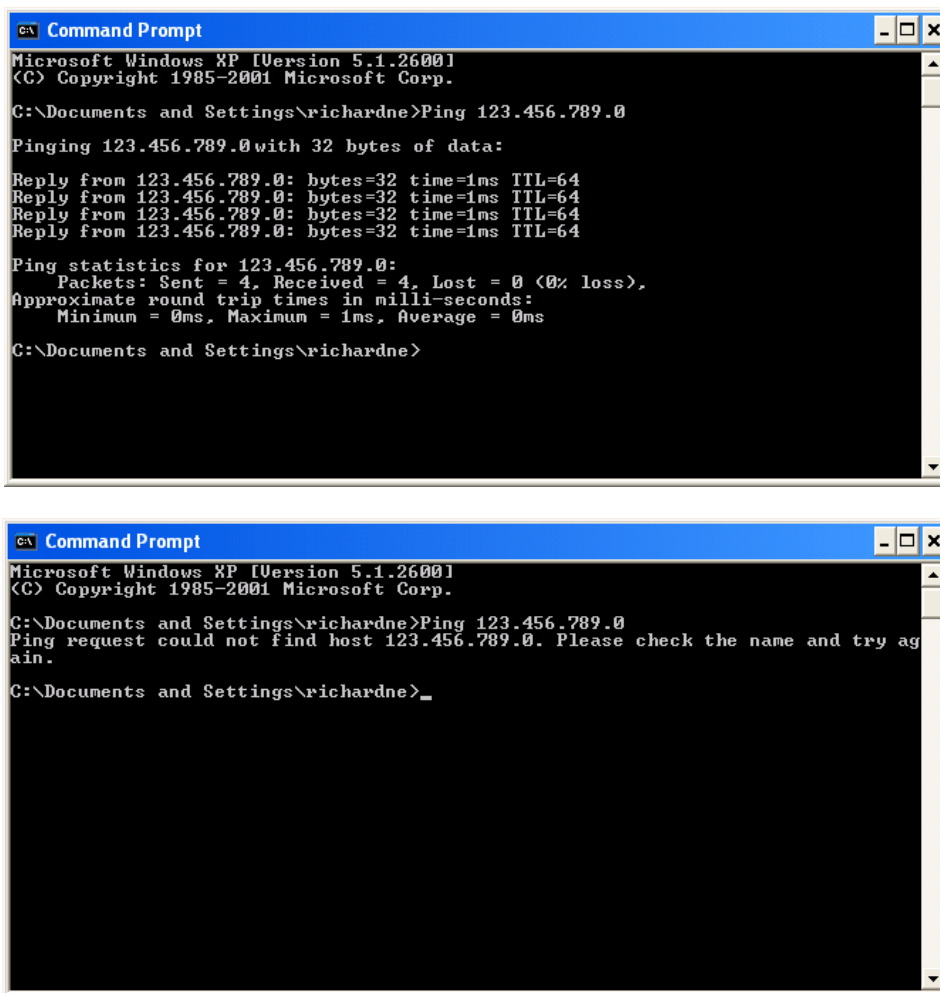 Command Prompt
Microsoft Windows XP [Version 5.1.2600]
(C) Copyright 1985-2001 Microsoft Corp.
C:\Documents and Settings\richardne>Ping 123.456.789.0
Pinging 123.456.789.0 with 32 bytes of data:
Reply from 123.456.789.0: bytes=32 time=1ms TTL=64
Reply from 123.456.789.0: bytes=32 time=1ms TTL=64
Reply from 123.456.789.0: bytes=32 time=1ms TTL=64
Reply from 123.456.789.0: bytes=32 time=1ms TTL=64
Ping statistics for 123.456.789.0:
Packets: Sent = 4, Received = 4, Lost = 0 (0% loss),
Approximate round trip times in milli-seconds:
Minimum = 0ms, Maximum = 1ms, Average = 0ms
C:\Documents and Settings\richardne>
Command Prompt
Microsoft Windows XP [Version 5.1.2600]
(C) Copyright 1985-2001 Microsoft Corp.
C:\Documents and Settings\richardne>Ping 123.456.789.0
Ping request could not find host 123.456.789.0. Please check the name and try ag
ain.
C:\Documents and Settings\richardne>_